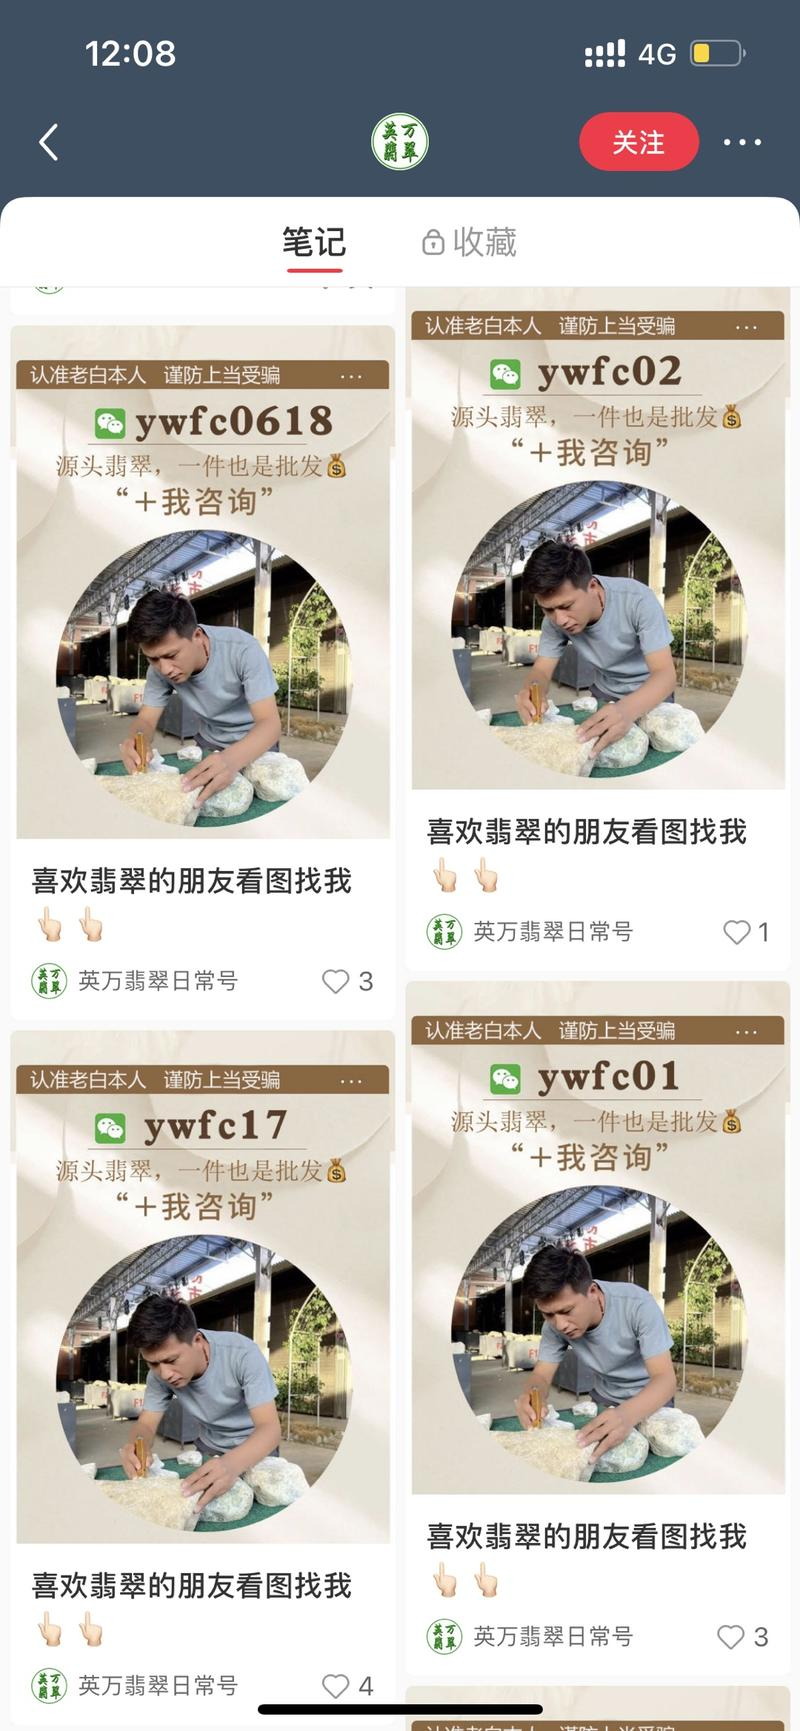 12:08
4G
英万
翡翠
关注
笔记
收藏
认准老白本人 谨防上当受骗
ywfc0618
源头翡翠，一件也是批发💰
“＋我咨询”
喜欢翡翠的朋友看图找我
👆🏻👆🏻
英万翡翠日常号
3
认准老白本人 谨防上当受骗
ywfc02
源头翡翠，一件也是批发💰
“＋我咨询”
喜欢翡翠的朋友看图找我
👆🏻👆🏻
英万翡翠日常号
1
认准老白本人 谨防上当受骗
ywfc17
源头翡翠，一件也是批发💰
“＋我咨询”
喜欢翡翠的朋友看图找我
👆🏻👆🏻
英万翡翠日常号
4
认准老白本人 谨防上当受骗
ywfc01
源头翡翠，一件也是批发💰
“＋我咨询”
喜欢翡翠的朋友看图找我
👆🏻👆🏻
英万翡翠日常号
3